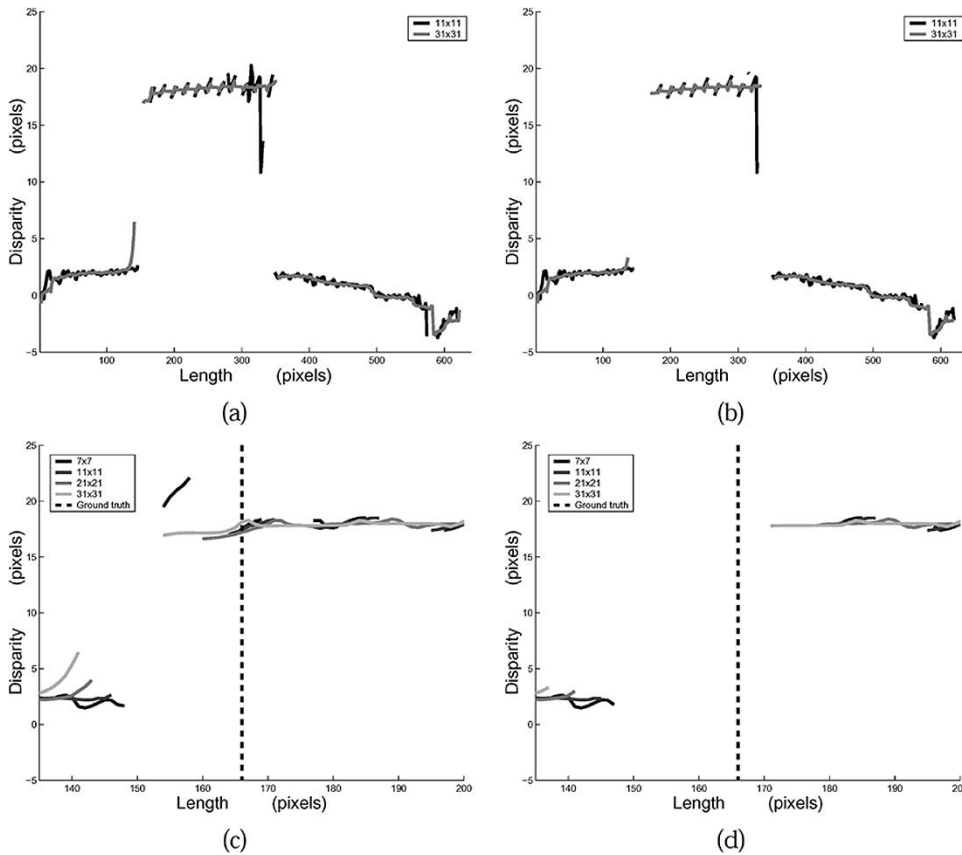 11x11
31x31
25
20
15
10
5
0
−5
100
200
300
400
500
600
Disparity (pixels)
Length (pixels)
(a)
11x11
31x31
25
20
15
10
5
0
−5
100
200
300
400
500
600
Disparity (pixels)
Length (pixels)
(b)
7x7
11x11
21x21
31x31
Ground truth
25
20
15
10
5
0
−5
140
150
160
170
180
190
200
Disparity (pixels)
Length (pixels)
(c)
7x7
11x11
21x21
31x31
Ground truth
25
20
15
10
5
0
−5
140
150
160
170
180
190
200
Disparity (pixels)
Length (pixels)
(d)